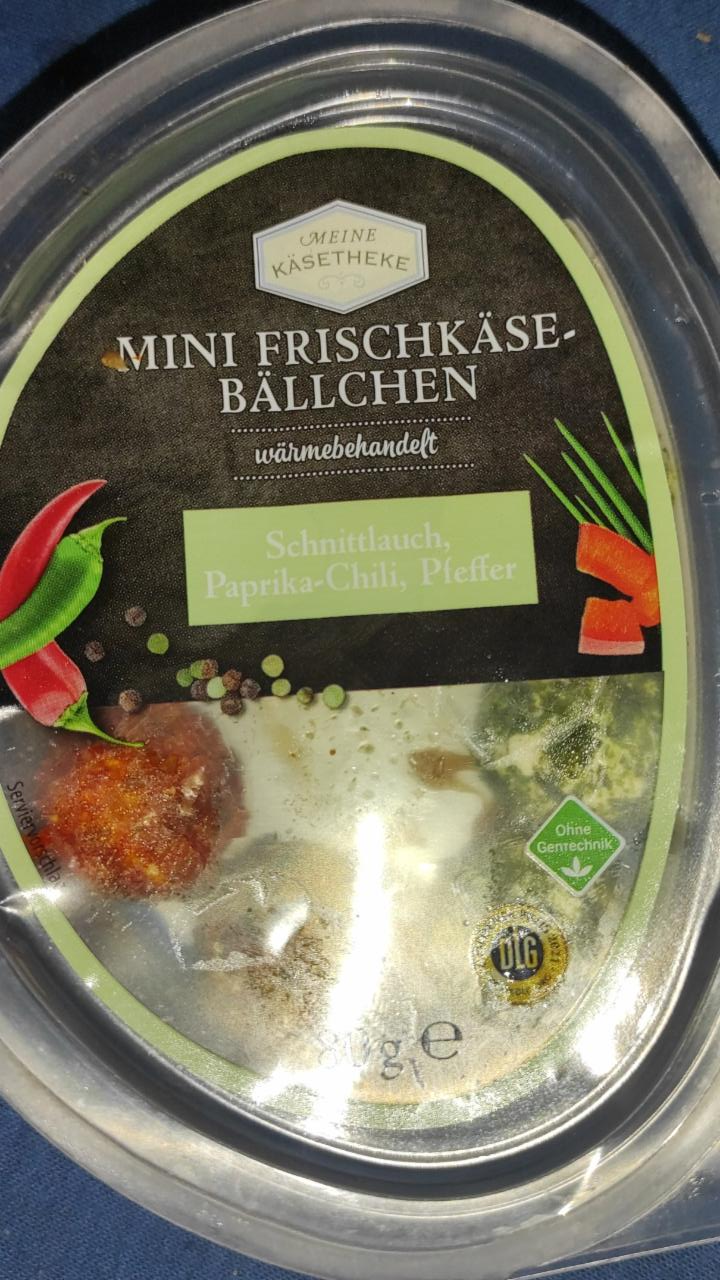 MEINE
KÄSETHEKE
MINI FRISCHKÄSE-
BÄLLCHEN
wärmebehandelt
Schnittlauch,
Paprika-Chili, Pfeffer
Ohne
Gentechnik
DLG
80g e